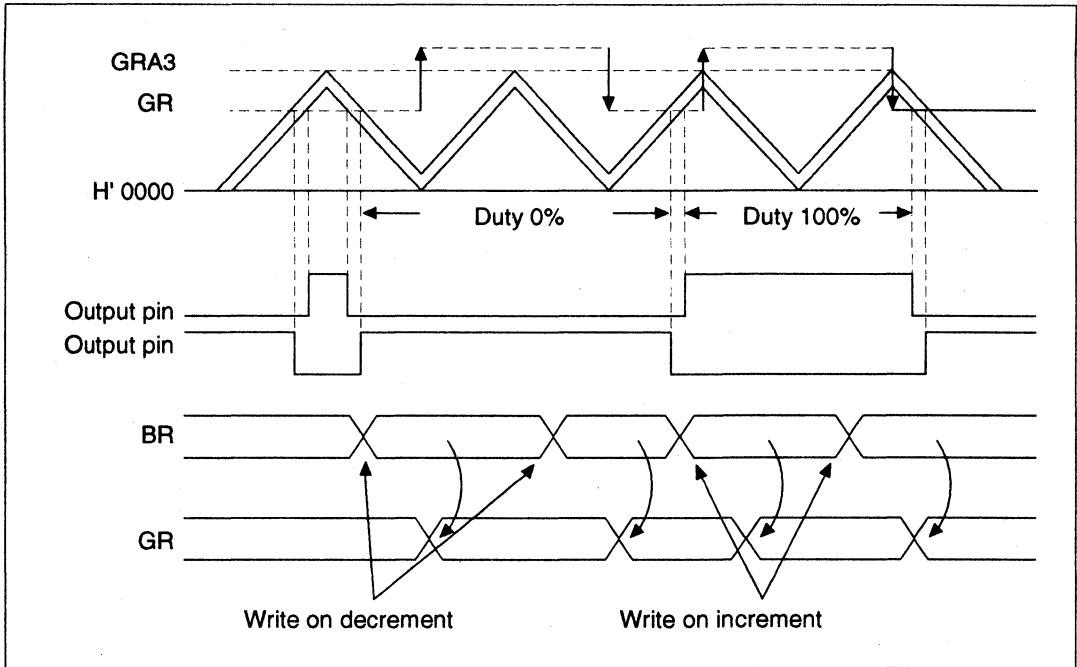 GRA3
GR
H' 0000
Duty 0%
Duty 100%
Output pin
Output pin
BR
GR
Write on decrement
Write on increment